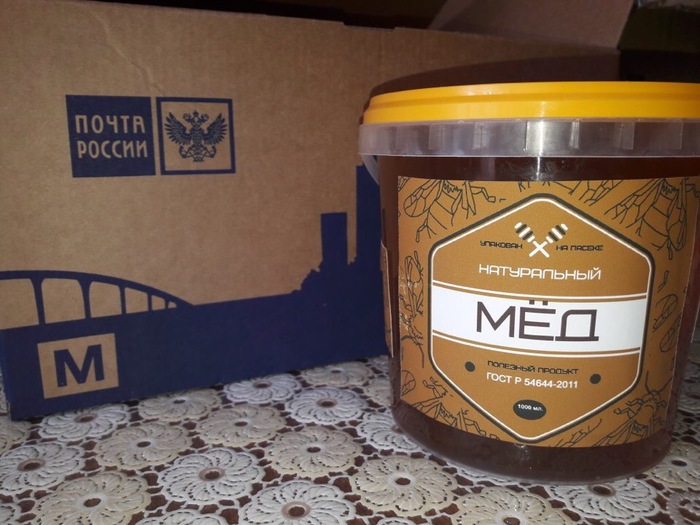 ПОЧТА
РОССИИ
М
УПАКОВАН НА ПАСЕКЕ
НАТУРАЛЬНЫЙ
МЁД
ПОЛЕЗНЫЙ ПРОДУКТ
ГОСТ Р 54644-2011
1000 мл.